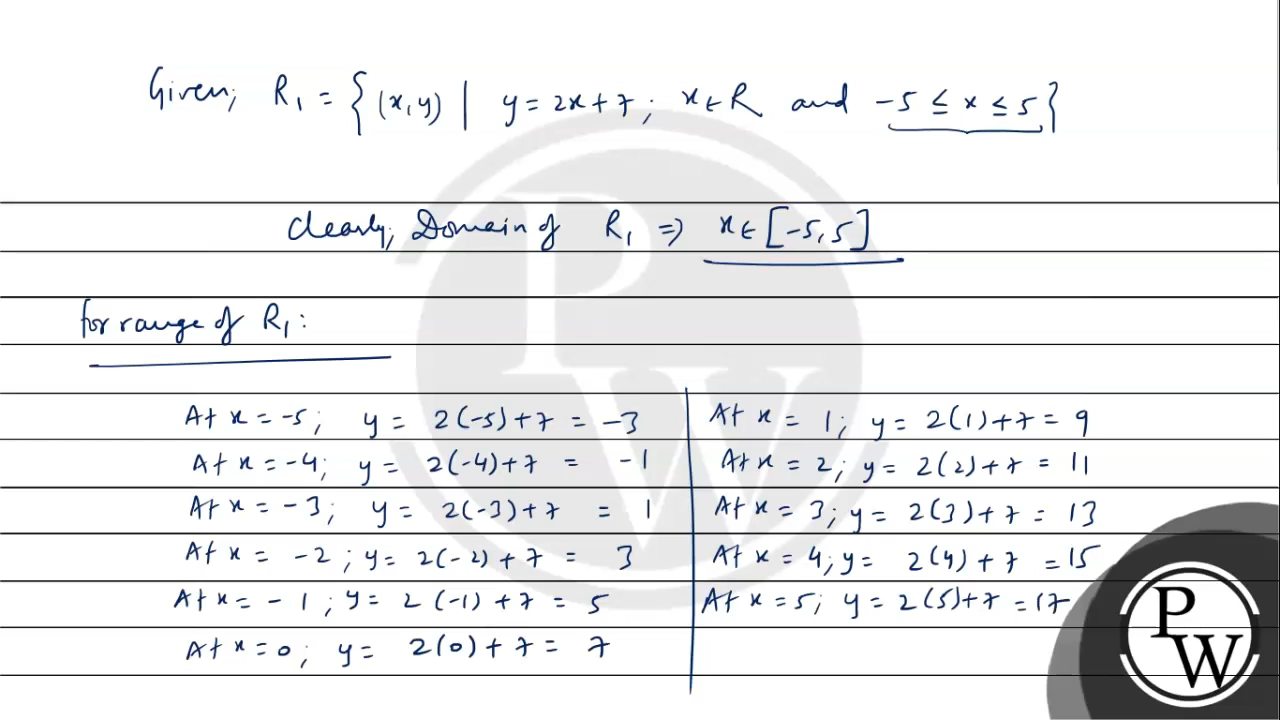 Given; R₁ = {(x,y) | y = 2x+7; x∈R and -5 ≤ x ≤ 5}
Clearly; Domain of R₁ ⇒ x∈[-5,5]
for range of R₁:
At x = -5; y = 2(-5)+7 = -3
At x = -4; y = 2(-4)+7 = -1
At x = -3; y = 2(-3)+7 = 1
At x = -2; y = 2(-2)+7 = 3
At x = -1; y = 2(-1)+7 = 5
At x = 0; y = 2(0)+7 = 7
At x = 1; y = 2(1)+7 = 9
At x = 2; y = 2(2)+7 = 11
At x = 3; y = 2(3)+7 = 13
At x = 4; y = 2(4)+7 = 15
At x = 5; y = 2(5)+7 = 17
PW
PW